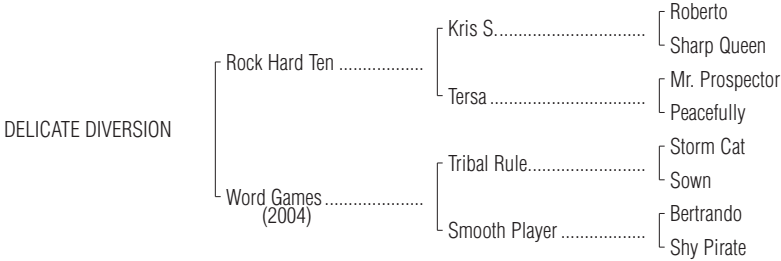 Roberto
Kris S..................................
Sharp Queen
Rock Hard Ten ..................
Mr. Prospector
Tersa ..................................
Peacefully
DELICATE DIVERSION
Storm Cat
Tribal Rule..........................
Sown
Word Games .....................
(2004)
Bertrando
Smooth Player ..................
Shy Pirate